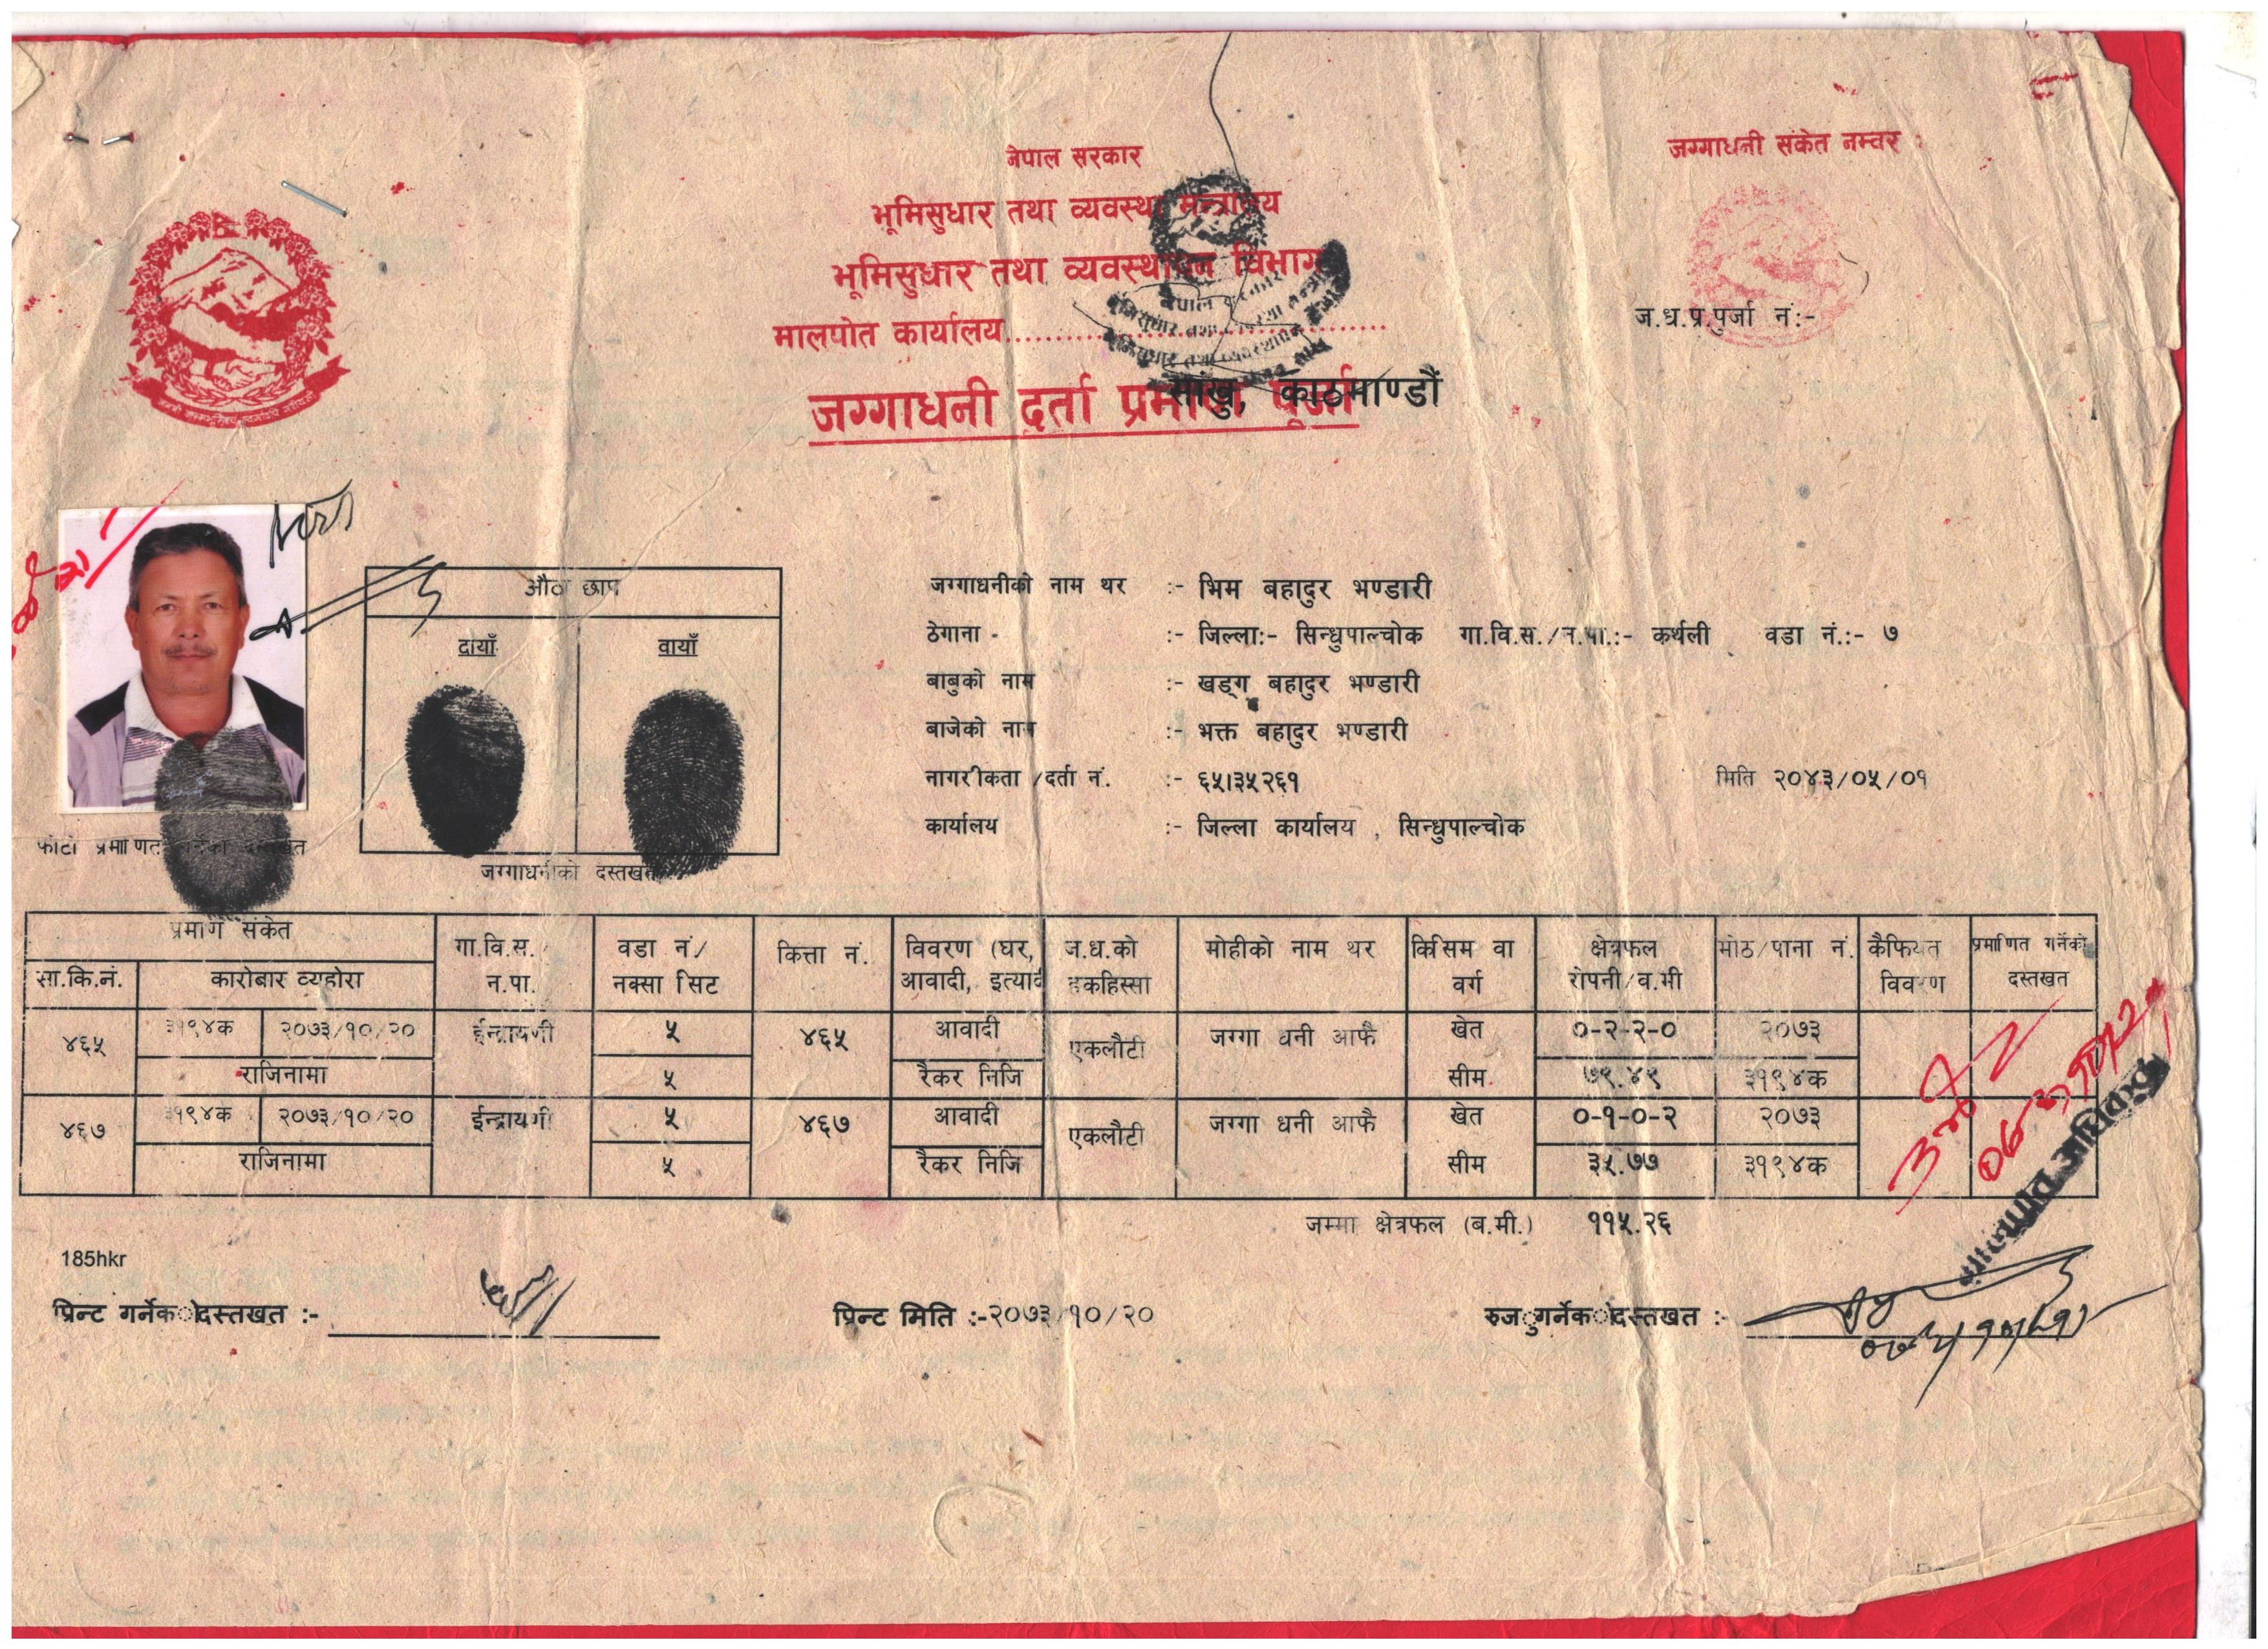 नेपाल सरकार
भूमिसुधार तथा व्यवस्था मन्त्रालय
भूमिसुधार तथा व्यवस्थापन विभाग
मालपोत कार्यालय
सांखु, काठमाण्डौं
जग्गाधनी दर्ता प्रमाण पूर्जा
जग्गाधनी संकेत नम्वर :
ज.ध.प्र.पुर्जा नं:-
औठा छाप
दायाँ वायाँ
जग्गाधनीको दस्तखत
फोटो प्रमाणित गर्नेको दस्तखत
जग्गाधनीको नाम थर :- भिम बहादुर भण्डारी
ठेगाना - :- जिल्ला:- सिन्धुपाल्चोक गा.वि.स./न.पा.:- कर्थली वडा नं.:- ७
बाबुको नाम :- खड्ग बहादुर भण्डारी
बाजेको नाम :- भक्त बहादुर भण्डारी
नागरीकता /दर्ता नं. :- ६५।३५२६१ मिति २०४३/०५/०१
कार्यालय :- जिल्ला कार्यालय , सिन्धुपाल्चोक
प्रमाण संकेत गा.वि.स. वडा नं/ कित्ता नं. विवरण (घर, ज.ध.को मोहीको नाम थर किसिम वा क्षेत्रफल मोठ/पाना नं. कैफियत प्रमाणित गर्नेको
सा.कि.नं. कारोबार व्यहोरा न.पा. नक्सा सिट आवादी, इत्यादी हकहिस्सा वर्ग रोपनी/ब.मी विवरण दस्तखत
४६५ ३१९४क २०७३/१०/२० ईन्द्रायणी ५ ४६५ आवादी एकलौटी जग्गा धनी आफै खेत ०-२-२-० २०७३
राजिनामा ५ रैकर निजि सीम ७९.४९ ३१९४क
४६७ ३१९४क २०७३/१०/२० ईन्द्रायणी ५ ४६७ आवादी एकलौटी जग्गा धनी आफै खेत ०-१-०-२ २०७३
राजिनामा ५ रैकर निजि सीम ३५.७७ ३१९४क
जम्मा क्षेत्रफल (ब.मी.) ११५.२६
मालपोत अधिकृत
185hkr
प्रिन्ट गर्नेको दस्तखत :- प्रिन्ट मिति :-२०७३/१०/२० रुजु गर्नेको दस्तखत :-